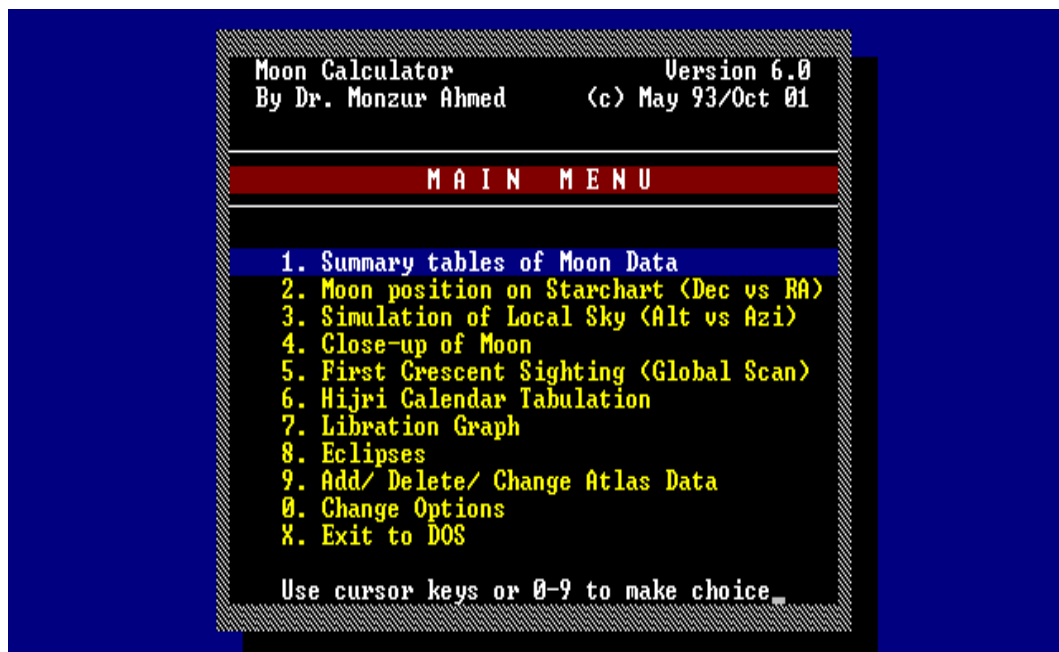 Moon Calculator Version 6.0
By Dr. Monzur Ahmed (c) May 93/Oct 01
MAIN MENU
1. Summary tables of Moon Data
2. Moon position on Starchart (Dec vs RA)
3. Simulation of Local Sky (Alt vs Azi)
4. Close-up of Moon
5. First Crescent Sighting (Global Scan)
6. Hijri Calendar Tabulation
7. Libration Graph
8. Eclipses
9. Add/ Delete/ Change Atlas Data
0. Change Options
X. Exit to DOS
Use cursor keys or 0-9 to make choice_